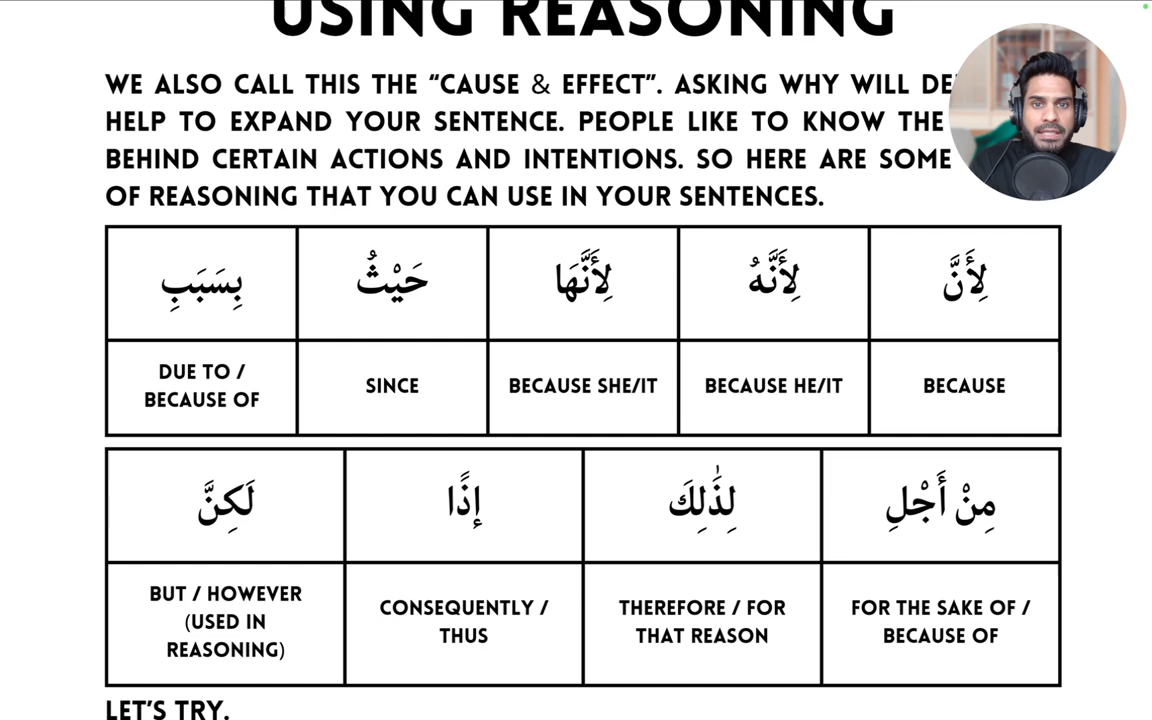 USING REASONING
WE ALSO CALL THIS THE “CAUSE & EFFECT”. ASKING WHY WILL
HELP TO EXPAND YOUR SENTENCE. PEOPLE LIKE TO KNOW THE
BEHIND CERTAIN ACTIONS AND INTENTIONS. SO HERE ARE SOME
OF REASONING THAT YOU CAN USE IN YOUR SENTENCES.
بِسَبَبِ
حَيْثُ
لِأَنَّهَا
لِأَنَّهُ
لِأَنَّ
DUE TO /
BECAUSE OF
SINCE
BECAUSE SHE/IT
BECAUSE HE/IT
BECAUSE
لَكِنَّ
إِذًا
لِذَٰلِكَ
مِنْ أَجْلِ
BUT / HOWEVER
(USED IN
REASONING)
CONSEQUENTLY /
THUS
THEREFORE / FOR
THAT REASON
FOR THE SAKE OF /
BECAUSE OF
LET’S TRY.